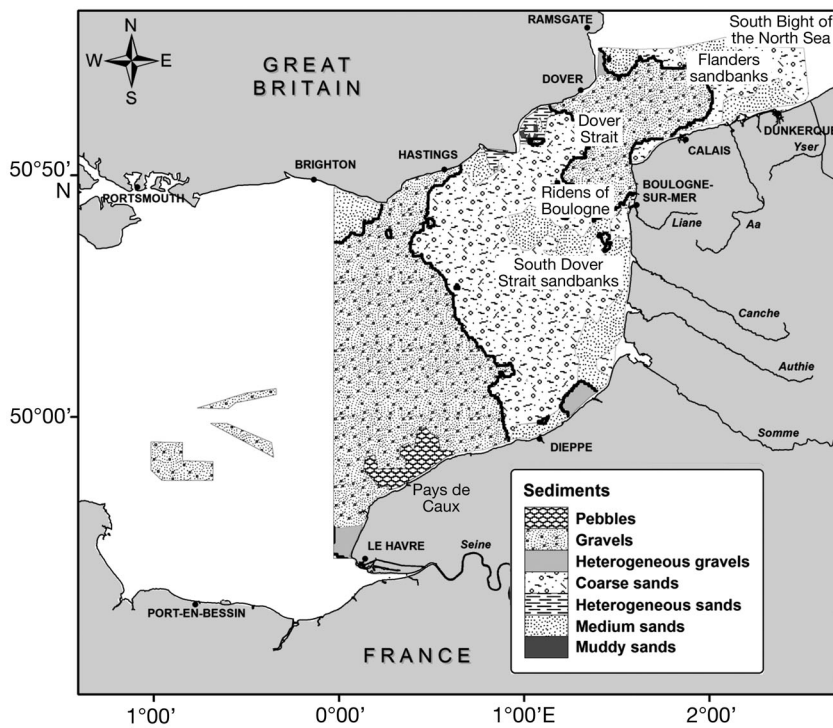 RAMSGATE
South Bight of
the North Sea
N
W E
S
GREAT
BRITAIN
Flanders
sandbanks
DOVER
Dover
Strait
DUNKERQUE
CALAIS
Yser
HASTINGS
BRIGHTON
50°50'
N
PORTSMOUTH
Ridens of
Boulogne
BOULOGNE-
SUR-MER
Liane
Aa
South Dover
Strait sandbanks
Canche
Authie
50°00'
Somme
DIEPPE
Pays de
Caux
LE HAVRE
Seine
PORT-EN-BESSIN
FRANCE
Sediments
Pebbles
Gravels
Heterogeneous gravels
Coarse sands
Heterogeneous sands
Medium sands
Muddy sands
1°00' 0°00' 1°00'E 2°00'